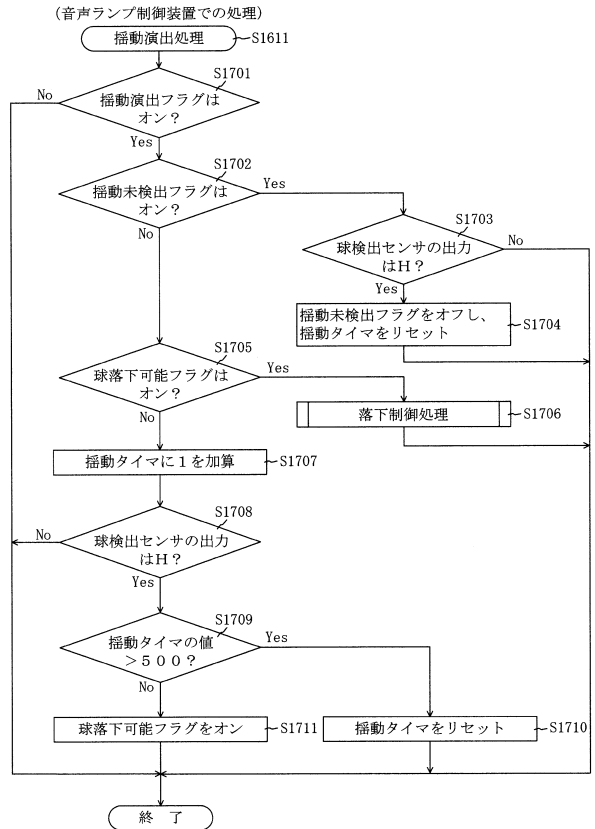 (音声ランプ制御装置での処理)
揺動演出処理
S1611
S1701
No
揺動演出フラグは
オン?
Yes
S1702
揺動未検出フラグは
オン?
Yes
No
S1703
球検出センサの出力
はH?
No
Yes
揺動未検出フラグをオフし、
揺動タイマをリセット
S1704
S1705
球落下可能フラグは
オン?
Yes
No
落下制御処理
S1706
揺動タイマに1を加算
S1707
S1708
No
球検出センサの出力
はH?
Yes
S1709
揺動タイマの値
>500?
Yes
No
球落下可能フラグをオン
S1711
揺動タイマをリセット
S1710
終 了